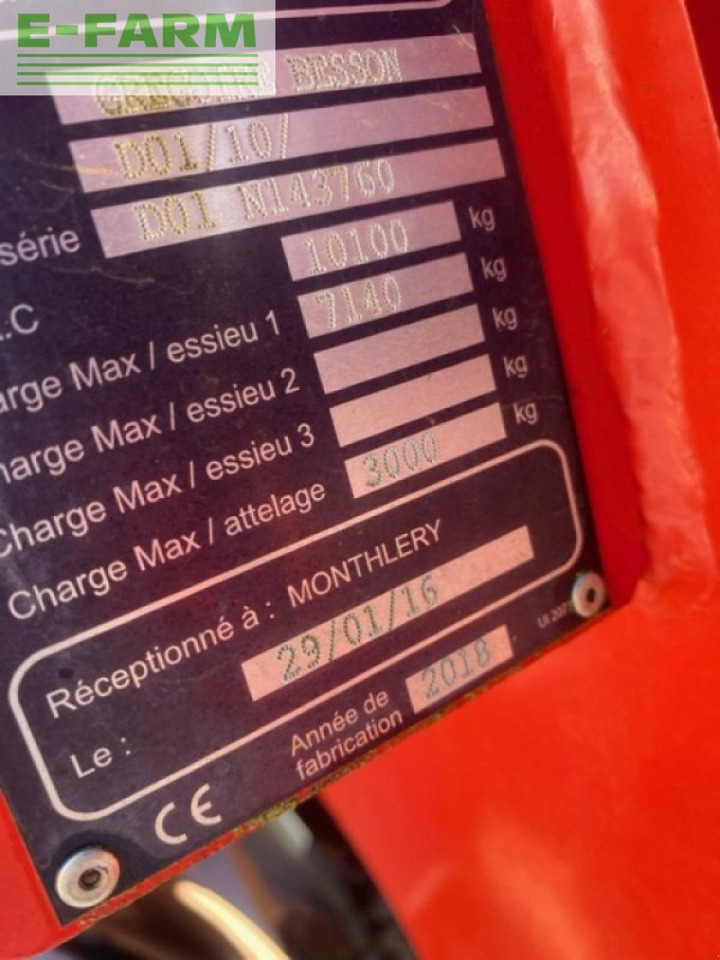 E-FARM
GREGOIRE BESSON
D01/10/
série D01 N143760
.C 10100 kg
arge Max / essieu 1 7140 kg
harge Max / essieu 2 kg
Charge Max / essieu 3 kg
Charge Max / attelage 3000 kg
Réceptionné à : MONTHLERY
Le : 29/01/16
Année de fabrication 2018
CE